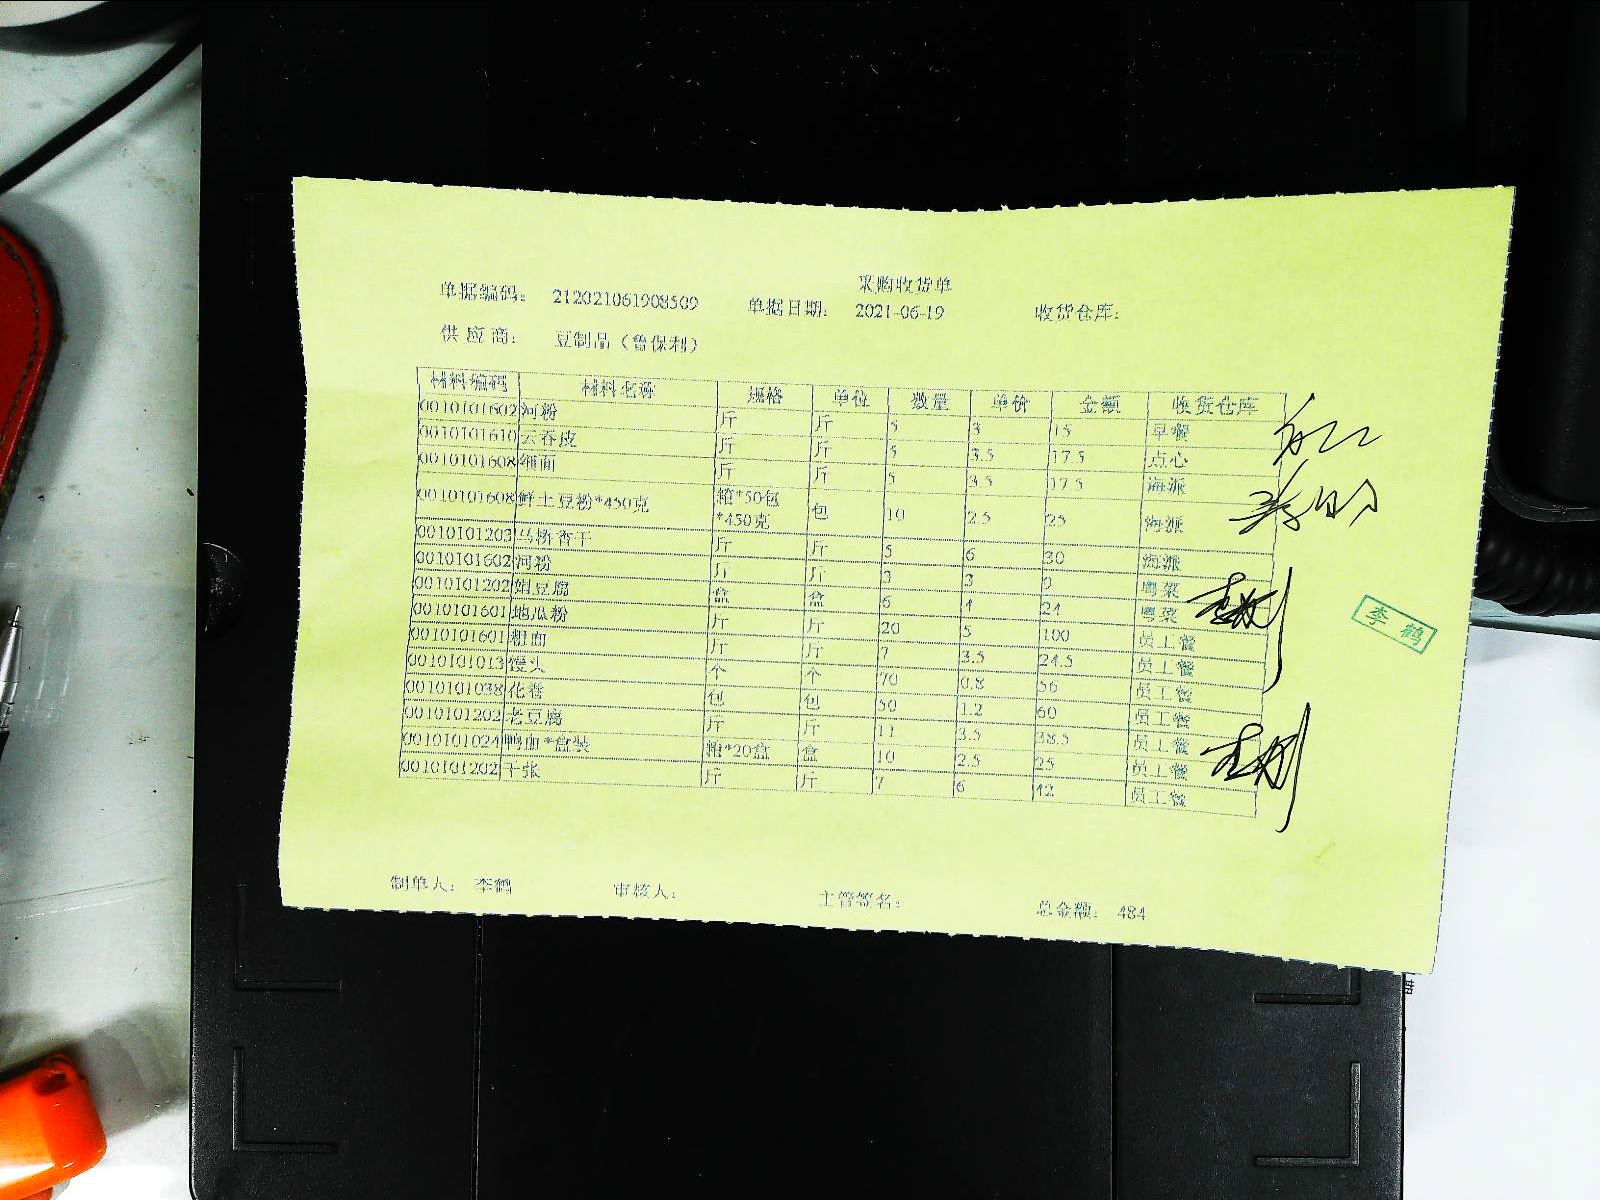 采购收货单
单据编码： 212021061908509 单据日期： 2021-06-19 收货仓库：
供应商： 豆制品（鲁保利）
材料编码 材料名称 规格 单位 数量 单价 金额 收货仓库
0010101602 河粉 斤 斤 5 3 15 早餐
0010101610 云吞皮 斤 斤 5 3.5 17.5 点心
0010101608 细面 斤 斤 5 3.5 17.5 海派
0010101608 鲜土豆粉*450克 箱*50包*450克 包 10 2.5 25 海派
0010101203 马桥香干 斤 斤 5 6 30 海派
0010101602 河粉 斤 斤 3 3 9 粤菜
0010101202 绢豆腐 盒 盒 6 4 24 粤菜
0010101601 地瓜粉 斤 斤 20 5 100 员工餐
0010101601 粗面 斤 斤 7 3.5 24.5 员工餐
0010101013 馒头 个 个 70 0.8 56 员工餐
0010101038 花卷 包 包 50 1.2 60 员工餐
0010101202 老豆腐 斤 斤 11 3.5 38.5 员工餐
0010101024 鸭血*盒装 箱*20盒 盒 10 2.5 25 员工餐
0010101202 千张 斤 斤 7 6 42 员工餐
李鹤
制单人： 李鹤 审核人： 主管签名： 总金额： 484